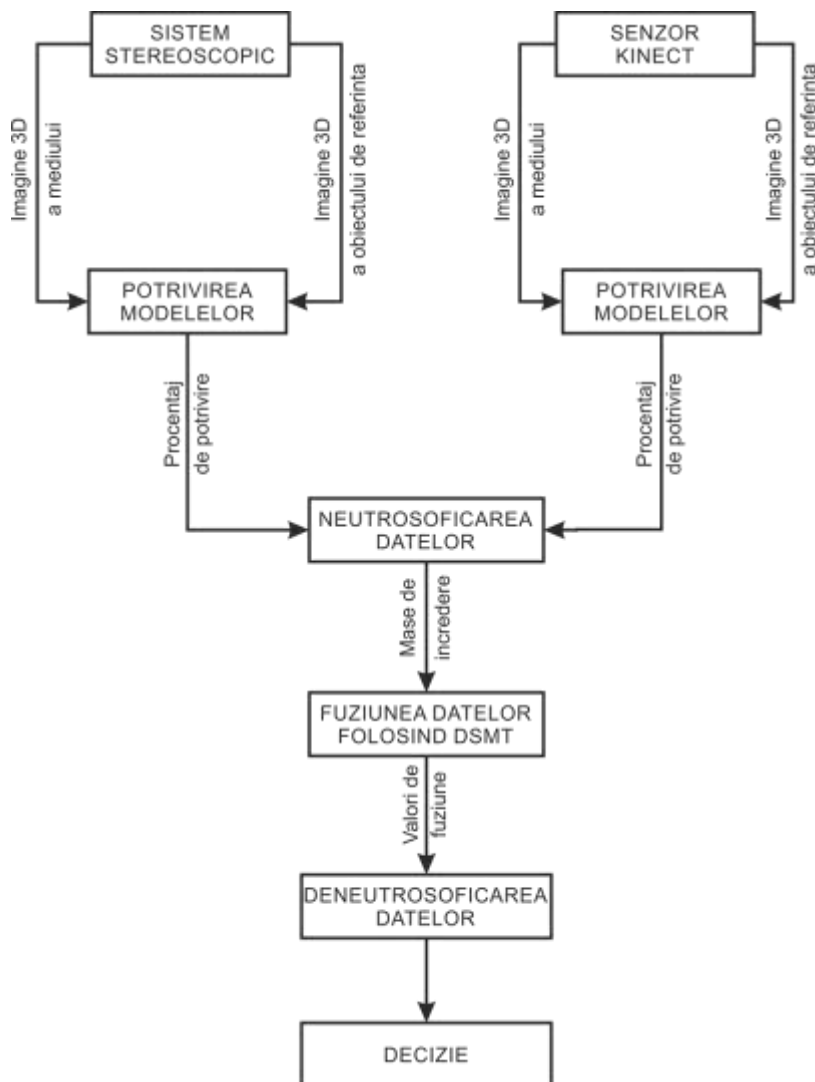 SISTEM
STEREOSCOPIC
SENZOR
KINECT
Imagine 3D
a mediului
Imagine 3D
a obiectului de referinta
Imagine 3D
a mediului
Imagine 3D
a obiectului de referinta
POTRIVIREA
MODELELOR
POTRIVIREA
MODELELOR
Procentaj
de potrivire
Procentaj
de potrivire
NEUTROSOFICAREA
DATELOR
Mase de
incredere
FUZIUNEA DATELOR
FOLOSIND DSMT
Valori de
fuziune
DENEUTROSOFICAREA
DATELOR
DECIZIE